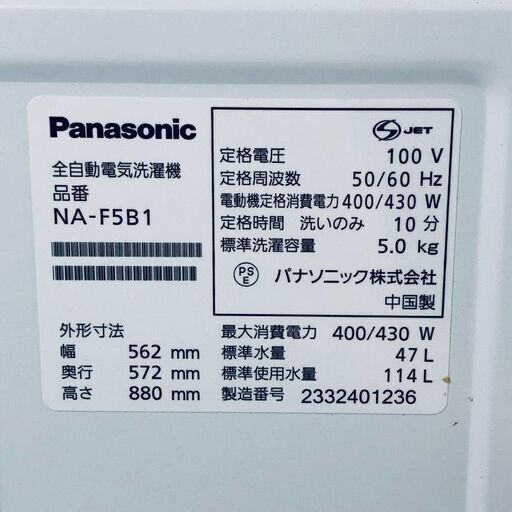 Panasonic
全自動電気洗濯機
品番
NA-F5B1
外形寸法
幅 562 mm
奥行 572 mm
高さ 880 mm
S JET
定格電圧 100 V
定格周波数 50/60 Hz
電動機定格消費電力 400/430 W
定格時間 洗いのみ 10 分
標準洗濯容量 5.0 kg
PS E パナソニック株式会社
中国製
最大消費電力 400/430 W
標準水量 47 L
標準使用水量 114 L
製造番号 2332401236